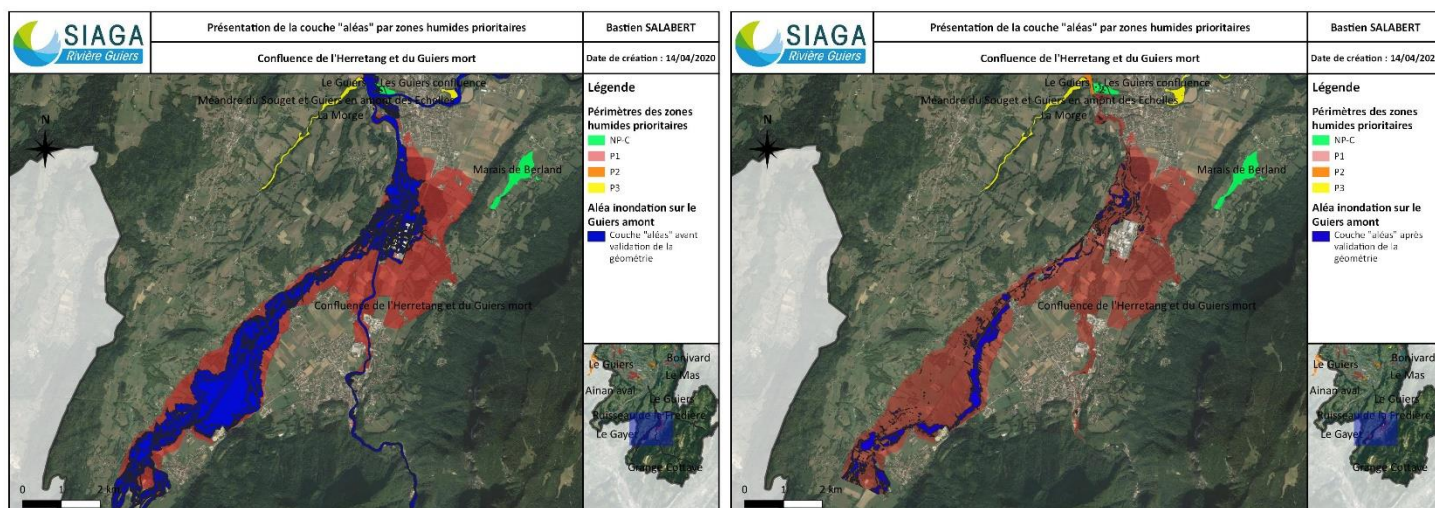 SIAGA
Rivière Guiers
Présentation de la couche "aléas" par zones humides prioritaires
Confluence de l'Herretang et du Guiers mort
Bastien SALABERT
Date de création : 14/04/2020
Le Guiers
Les Guiers confluence
Méandre du Souget et Guiers en amont des Echelles
La Morge
N
Marais de Berland
Confluence de l'Herretang et du Guiers mort
0
1
2 km
Légende
Périmètres des zones
humides prioritaires
NP-C
P1
P2
P3
Aléa inondation sur le
Guiers amont
Couche "aléas" avant
validation de la
géométrie
Le Guiers
Bonivard
Le Mas
Ainan aval
Le Guiers
Ruisseau de la Fredière
Le Gayet
Grange Cottave
SIAGA
Rivière Guiers
Présentation de la couche "aléas" par zones humides prioritaires
Confluence de l'Herretang et du Guiers mort
Bastien SALABERT
Date de création : 14/04/202
Le Guiers
Les Guiers confluence
Méandre du Souget et Guiers en amont des Echelles
La Morge
N
Marais de Berland
Confluence de l'Herretang et du Guiers mort
0
1
2 km
Légende
Périmètres des zones
humides prioritaires
NP-C
P1
P2
P3
Aléa inondation sur le
Guiers amont
Couche "aléas" après
validation de la
géométrie
Le Guiers
Bonivard
Le Mas
Ainan aval
Le Guiers
Ruisseau de la Fredière
Le Gayet
Grange Cottave